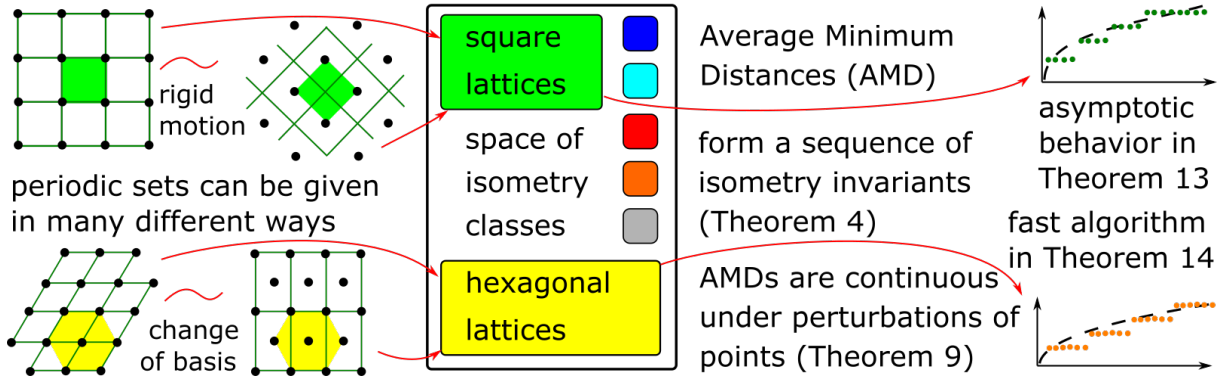 rigid
motion
periodic sets can be given
in many different ways
change
of basis
square
lattices
space of
isometry
classes
hexagonal
lattices
Average Minimum
Distances (AMD)
form a sequence of
isometry invariants
(Theorem 4)
AMDs are continuous
under perturbations of
points (Theorem 9)
asymptotic
behavior in
Theorem 13
fast algorithm
in Theorem 14